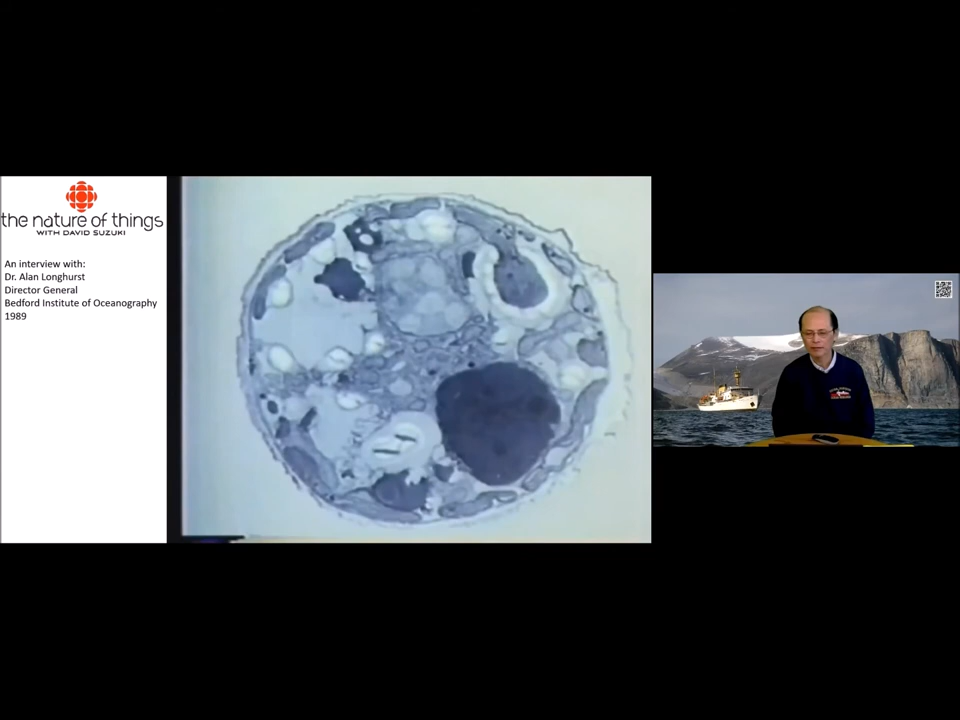 the nature of things
WITH DAVID SUZUKI
An interview with:
Dr. Alan Longhurst
Director General
Bedford Institute of Oceanography
1989